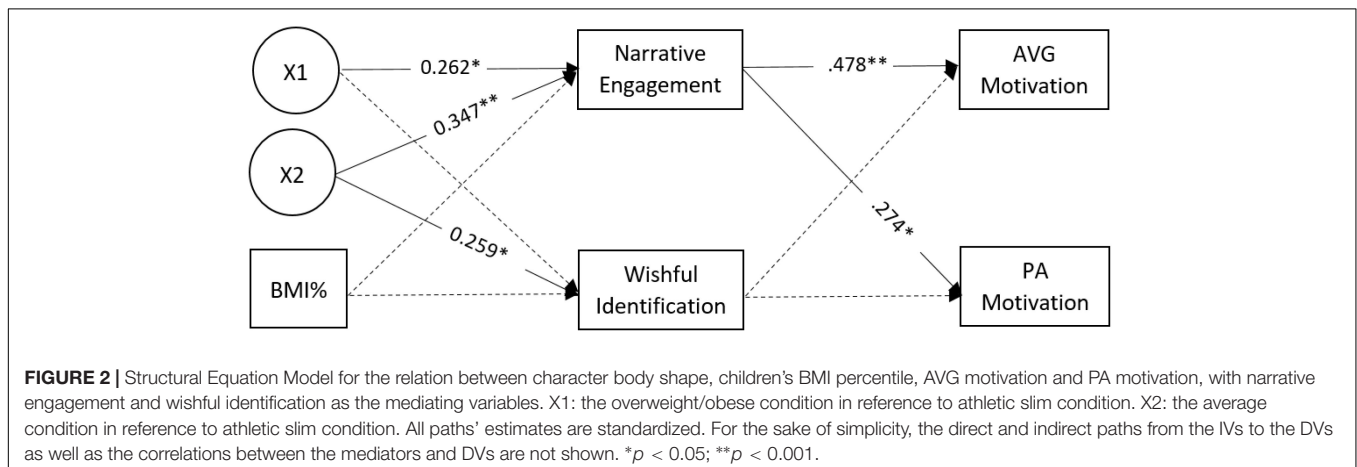 X1
0.262*
Narrative
Engagement
.478**
AVG
Motivation
0.347**
X2
.274*
0.259*
BMI%
Wishful
Identification
PA
Motivation
FIGURE 2 | Structural Equation Model for the relation between character body shape, children's BMI percentile, AVG motivation and PA motivation, with narrative
engagement and wishful identification as the mediating variables. X1: the overweight/obese condition in reference to athletic slim condition. X2: the average
condition in reference to athletic slim condition. All paths' estimates are standardized. For the sake of simplicity, the direct and indirect paths from the IVs to the DVs
as well as the correlations between the mediators and DVs are not shown. *p < 0.05; **p < 0.001.